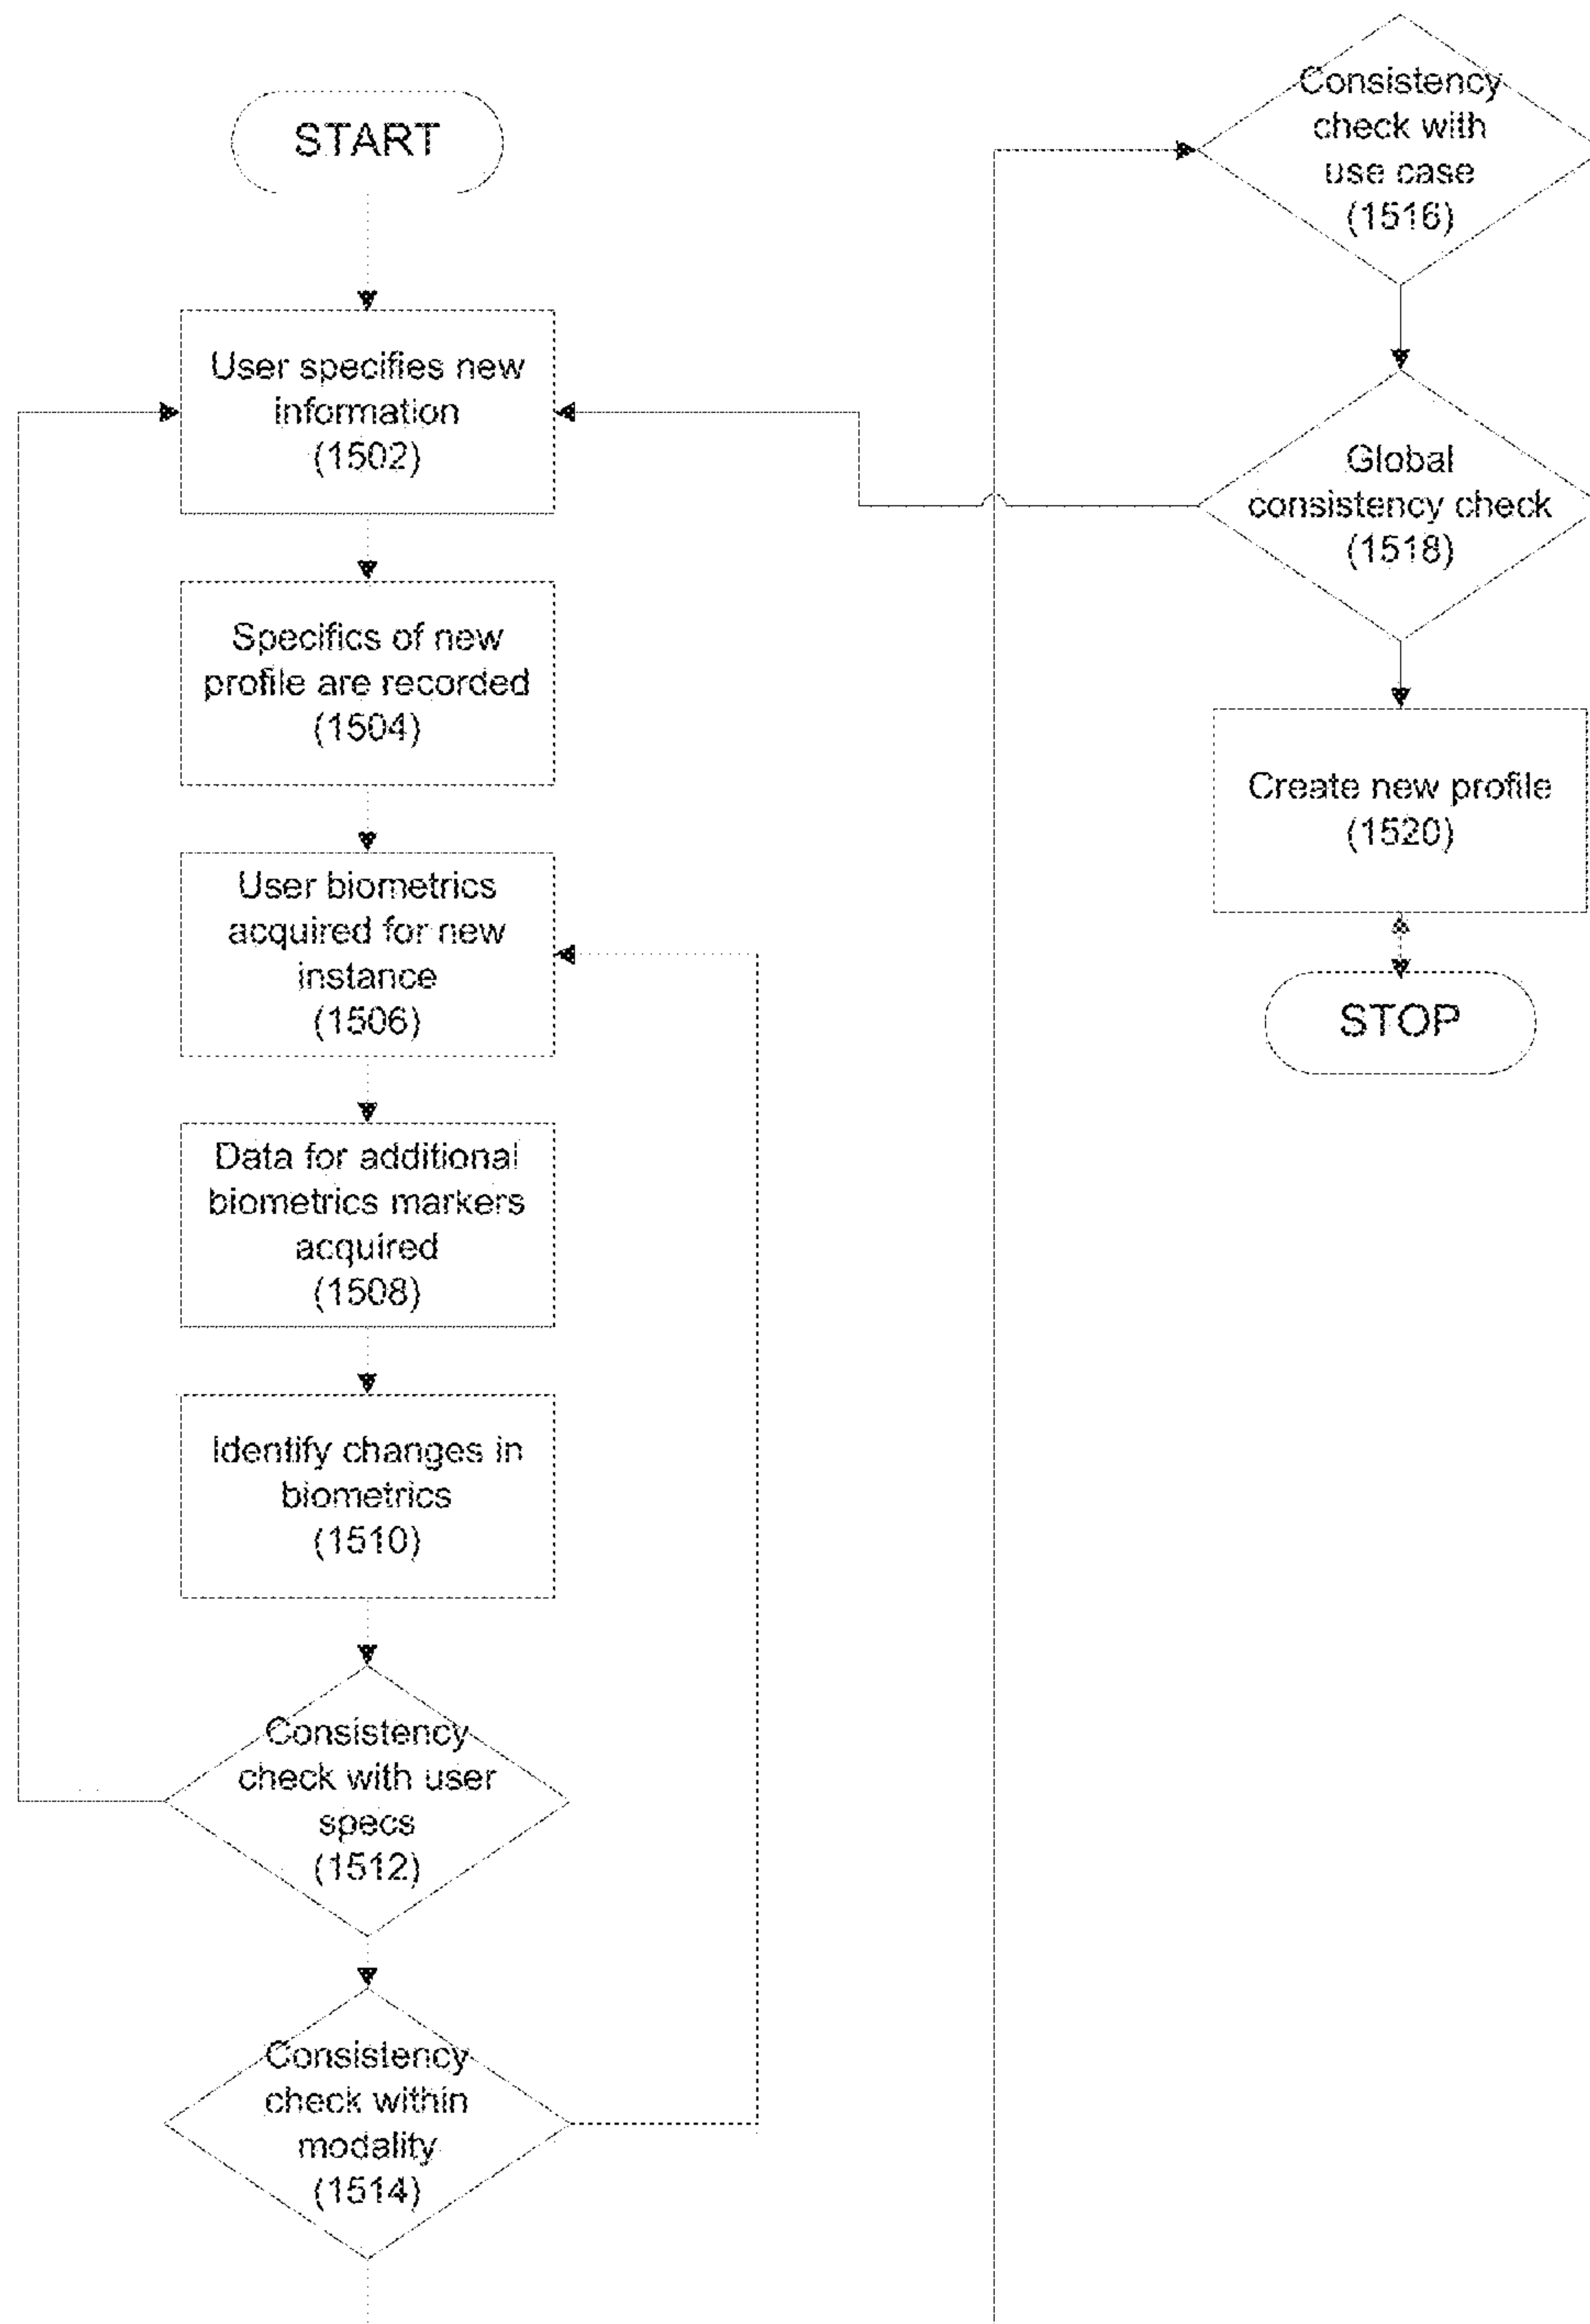 START
User specifies new
information
(1502)
Specifics of new
profile are recorded
(1504)
User biometrics
acquired for new
instance
(1506)
Data for additional
biometrics markers
acquired
(1508)
Identify changes in
biometrics
(1510)
Consistency
check with user
specs
(1512)
Consistency
check within
modality
(1514)
Consistency
check with
use case
(1516)
Global
consistency check
(1518)
Create new profile
(1520)
STOP